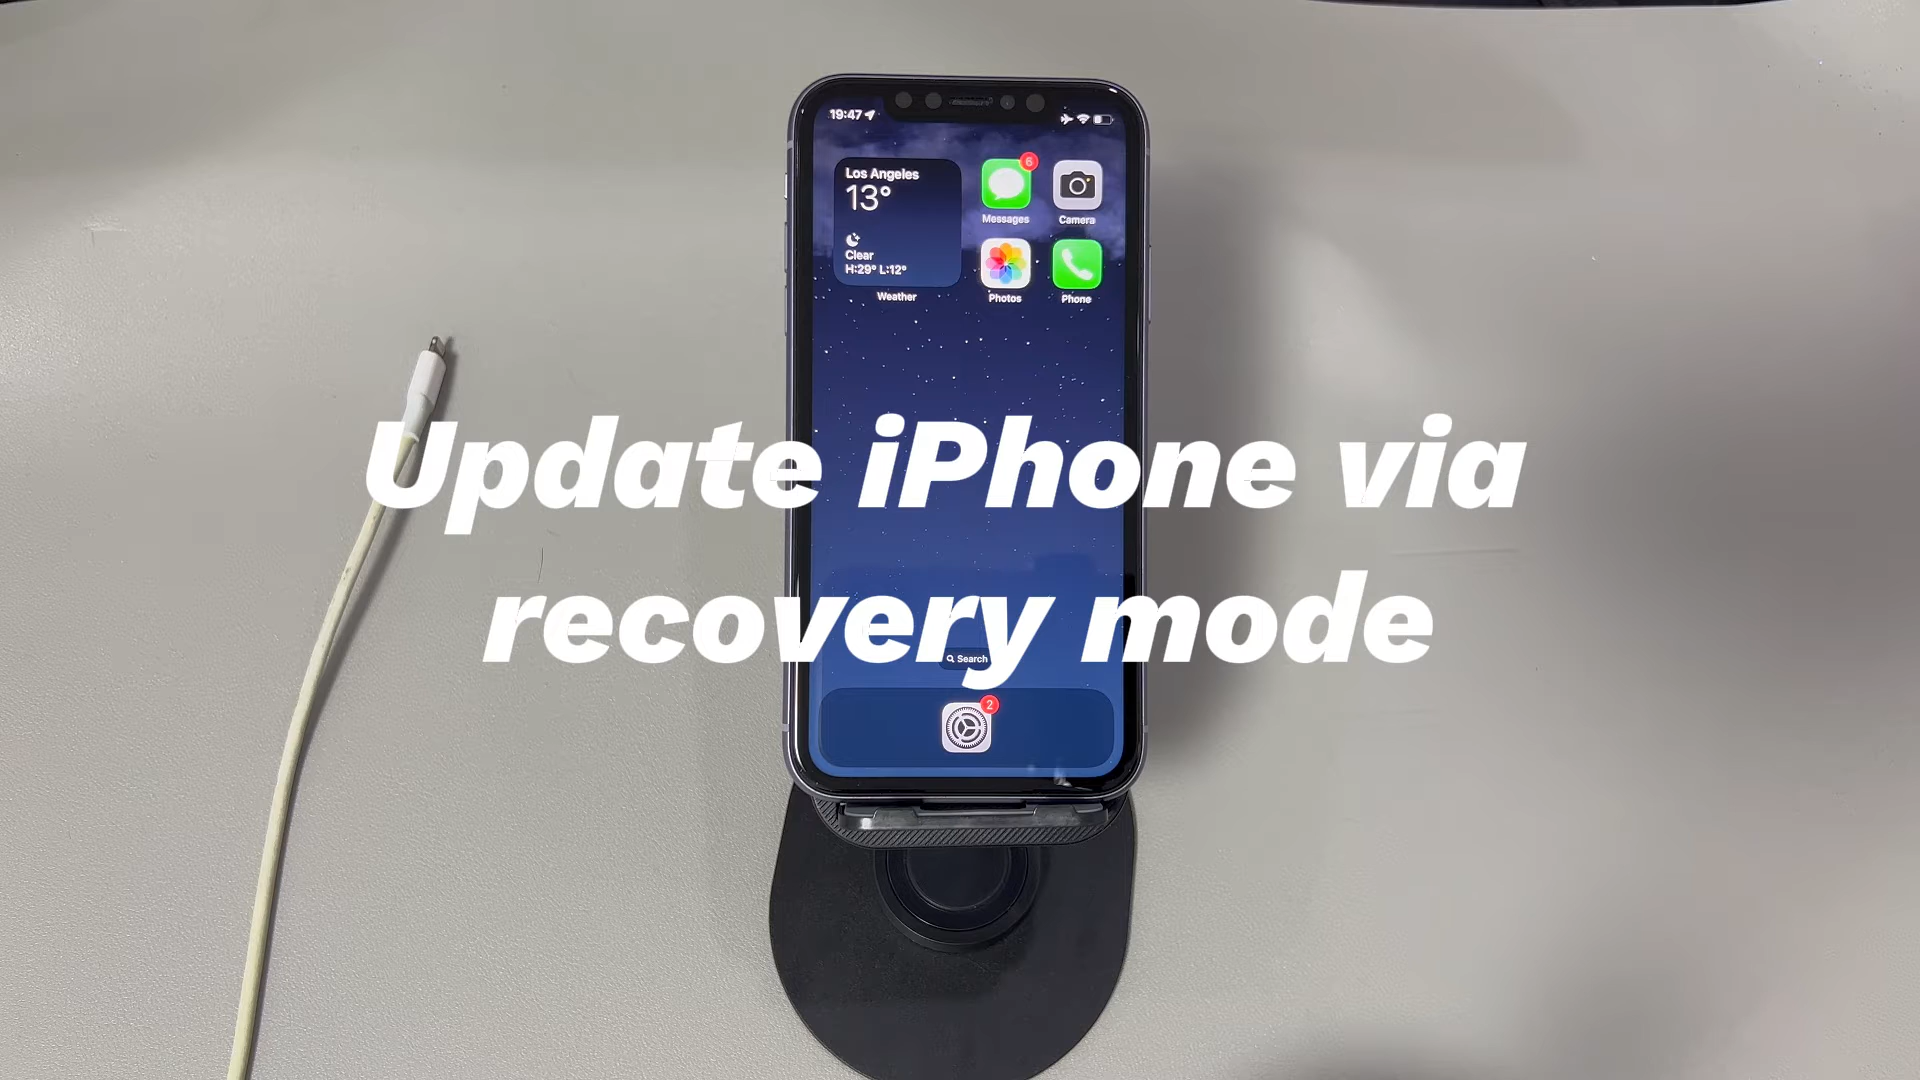 19:47
Los Angeles
13°
Clear
H:29° L:12°
Weather
6
Messages
Camera
Photos
Phone
Update iPhone via
recovery mode
Search
2